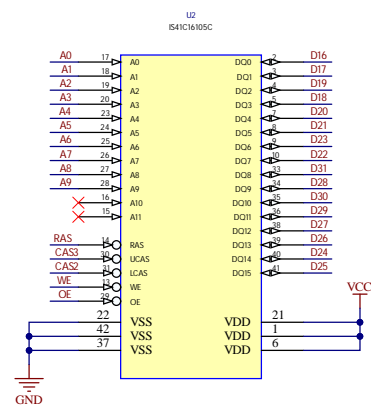 U2
IS41C16105C
A0 17 A0 DQ0 2 D16
A1 18 A1 DQ1 3 D17
A2 19 A2 DQ2 4 D19
A3 20 A3 DQ3 5 D18
A4 23 A4 DQ4 7 D20
A5 24 A5 DQ5 8 D21
A6 25 A6 DQ6 9 D23
A7 26 A7 DQ7 10 D22
A8 27 A8 DQ8 33 D31
A9 28 A9 DQ9 34 D28
16 A10 DQ10 35 D30
15 A11 DQ11 36 D29
DQ12 38 D27
RAS 14 RAS DQ13 39 D26
CAS3 30 UCAS DQ14 40 D24
CAS2 31 LCAS DQ15 41 D25
WE 13 WE
OE 29 OE
VCC
22 VSS VDD 21
42 VSS VDD 1
37 VSS VDD 6
GND